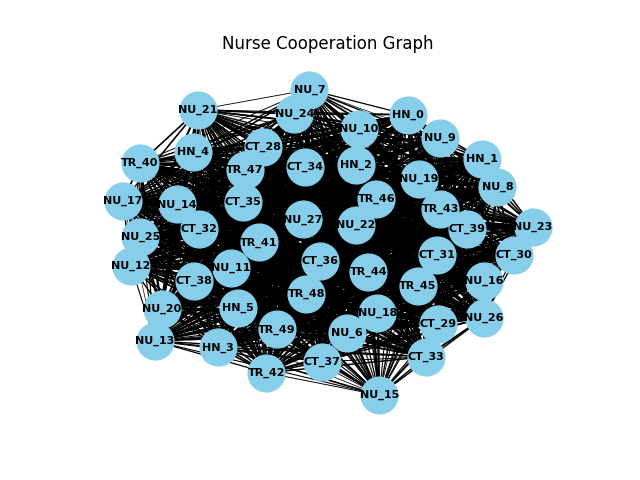 Nurse Cooperation Graph
NU_7
NU_21
NU_24
HN_0
NU_10
NU_9
CT_28
HN_4
HN_1
TR_40
CT_34
HN_2
TR_47
NU_19
NU_8
NU_17
TR_46
CT_35
NU_14
TR_43
NU_27
NU_22
NU_23
CT_32
CT_39
NU_25
TR_41
CT_30
CT_31
CT_36
NU_12
NU_11
TR_44
CT_38
NU_16
TR_45
TR_48
HN_5
NU_20
NU_18
NU_26
CT_29
TR_49
NU_6
NU_13
HN_3
CT_33
CT_37
TR_42
NU_15